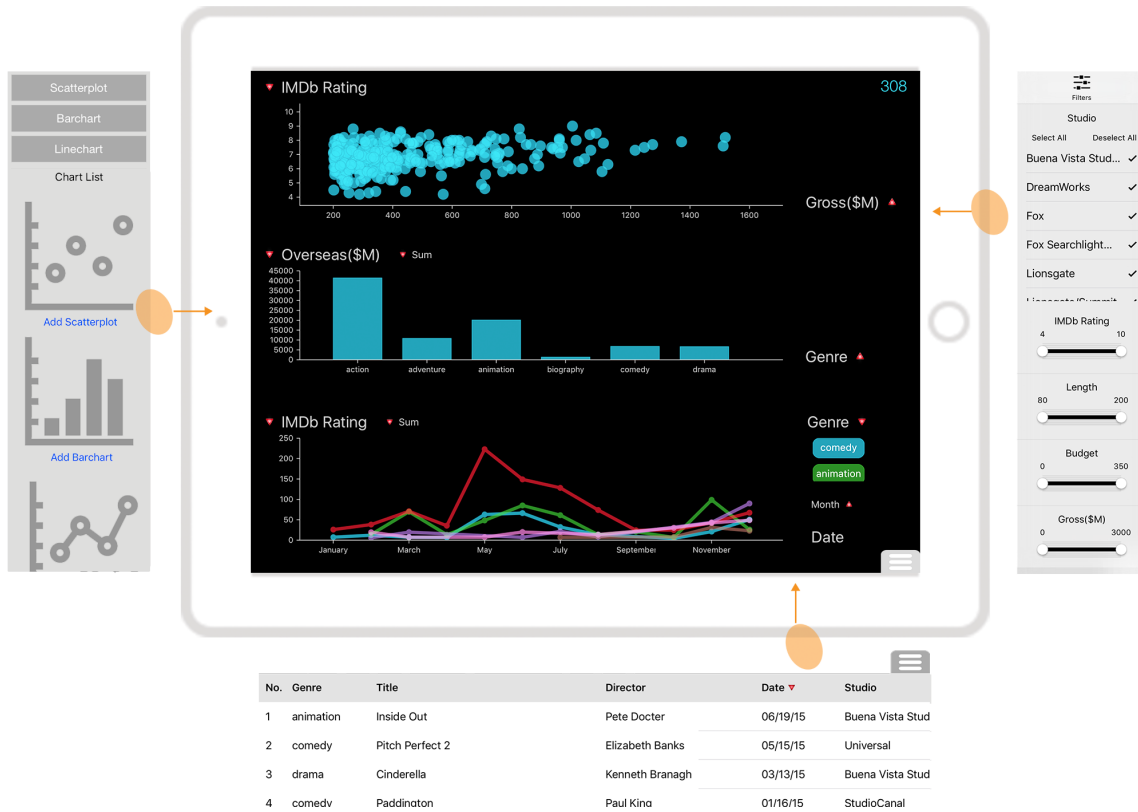 Scatterplot
Barchart
Linechart
Chart List
Add Scatterplot
Add Barchart
IMDb Rating
308
10
9
8
7
6
5
4
200 400 600 800 1000 1200 1400 1600
Gross($M)
Overseas($M) Sum
45000
40000
35000
30000
25000
20000
15000
10000
5000
0
action adventure animation biography comedy drama
Genre
IMDb Rating Sum
250
200
150
100
50
0
January March May July September November
Genre
comedy
animation
Month
Date
Filters
Studio
Select All Deselect All
Buena Vista Stud...
DreamWorks
Fox
Fox Searchlight...
Lionsgate
Lionsgate/Summit
IMDb Rating
4 10
Length
80 200
Budget
0 350
Gross($M)
0 3000
No. Genre Title Director Date Studio
1 animation Inside Out Pete Docter 06/19/15 Buena Vista Stud
2 comedy Pitch Perfect 2 Elizabeth Banks 05/15/15 Universal
3 drama Cinderella Kenneth Branagh 03/13/15 Buena Vista Stud
4 comedy Paddington Paul King 01/16/15 StudioCanal